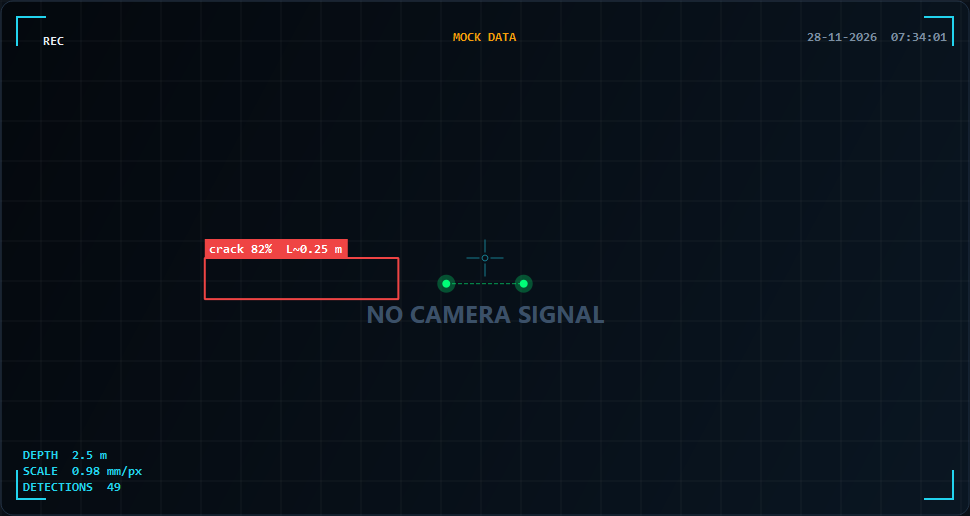 REC
MOCK DATA
28-11-2026 07:34:01
crack 82% L~0.25 m
NO CAMERA SIGNAL
DEPTH 2.5 m
SCALE 0.98 mm/px
DETECTIONS 49